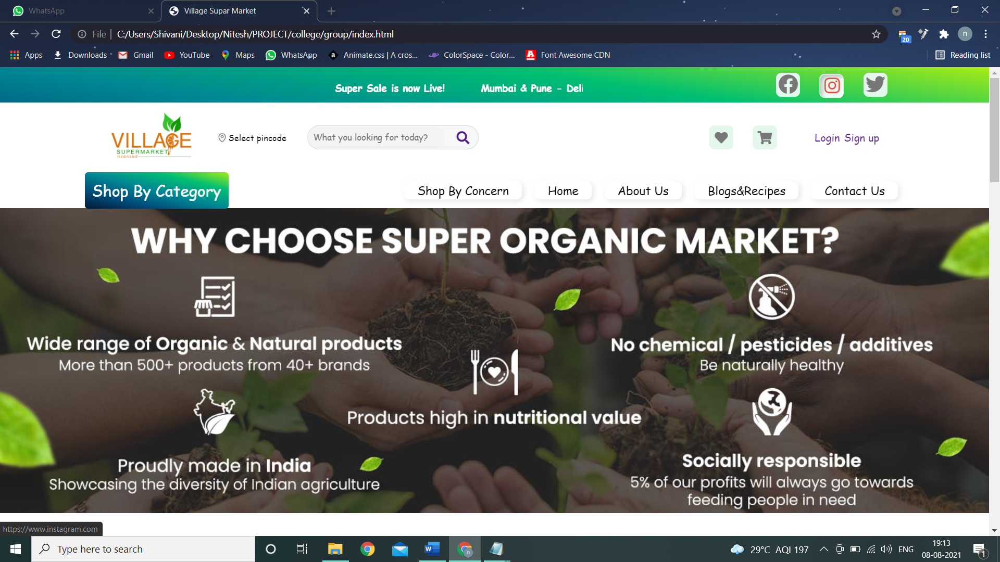 WhatsApp
Village Supar Market
File
C:/Users/Shivani/Desktop/Nitesh/PROJECT/college/group/index.html
20
n
Apps
Downloads
Gmail
YouTube
Maps
WhatsApp
Animate.css | A cros...
ColorSpace - Color...
Font Awesome CDN
Reading list
Super Sale is now Live!
Mumbai & Pune - Deli
VILLAGE
SUPERMARKET
licensed
Select pincode
What you looking for today?
Login Sign up
Shop By Category
Shop By Concern
Home
About Us
Blogs&Recipes
Contact Us
WHY CHOOSE SUPER ORGANIC MARKET?
Wide range of Organic & Natural products
More than 500+ products from 40+ brands
No chemical / pesticides / additives
Be naturally healthy
Products high in nutritional value
Proudly made in India
Showcasing the diversity of Indian agriculture
Socially responsible
5% of our profits will always go towards
feeding people in need
https://www.instagram.com
Type here to search
29°C AQI 197
ENG
19:13
08-08-2021
1